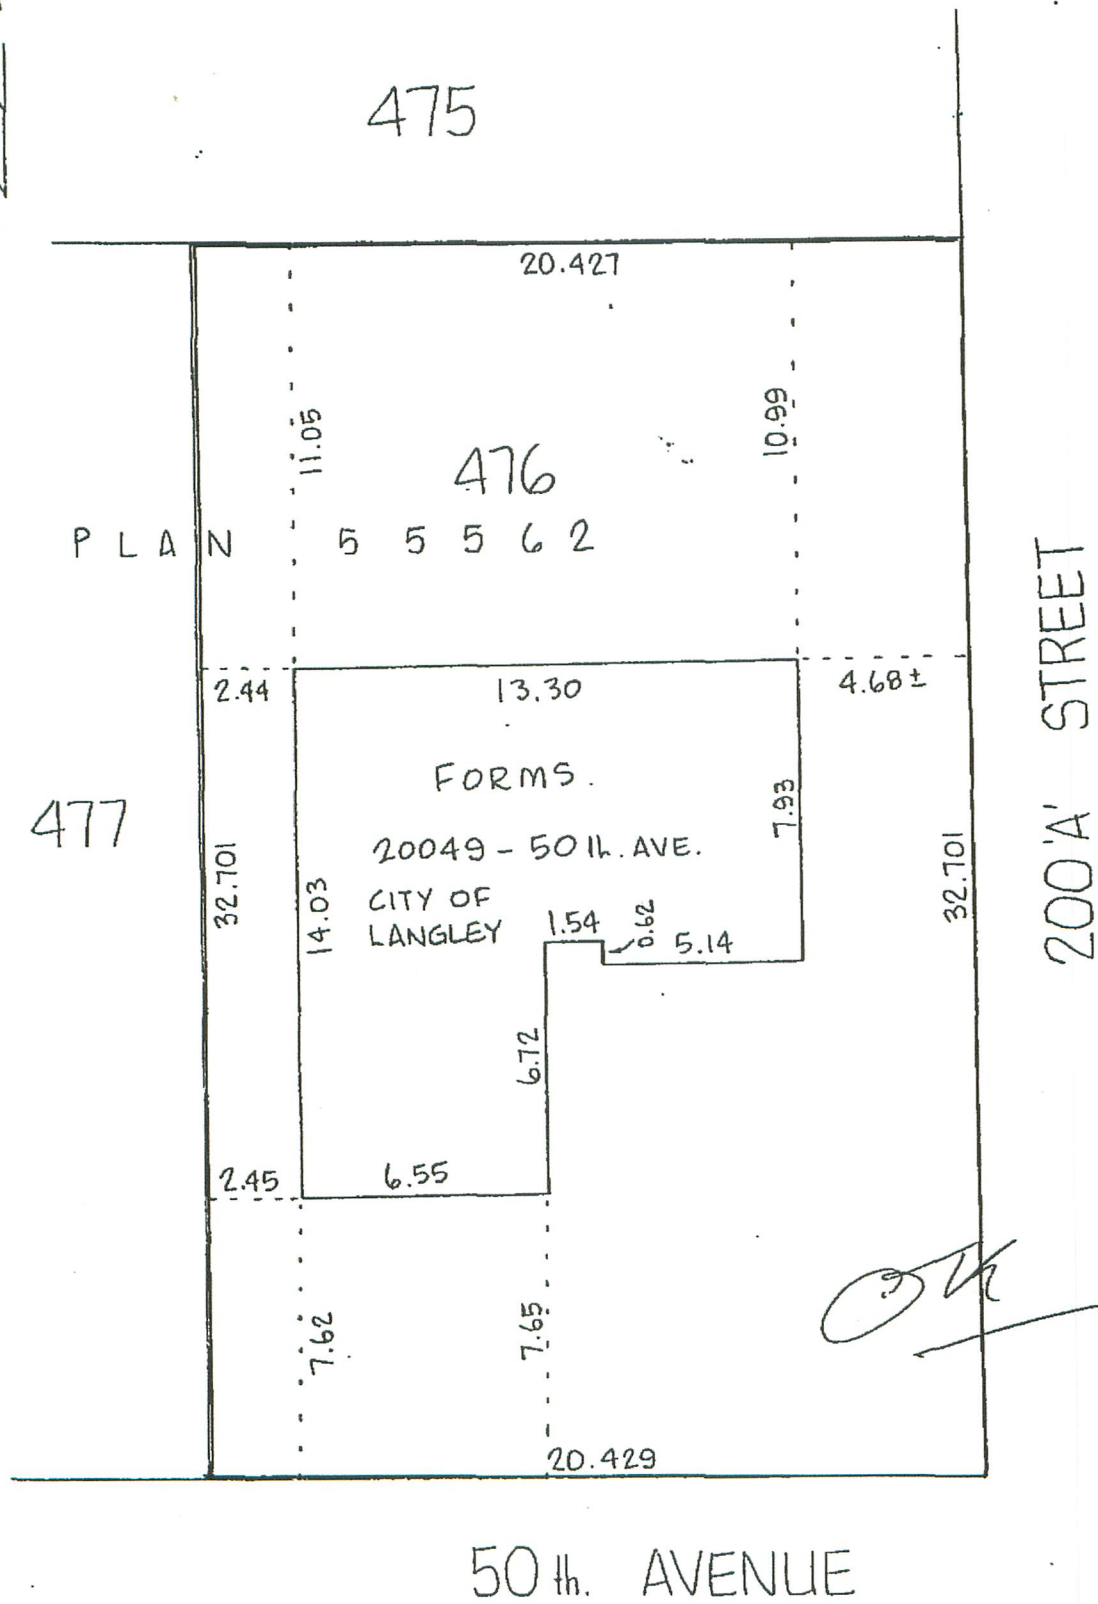 475
20.427
11.05
10.99
476
PLAN 55562
2.44
13.30
4.68±
FORMS.
7.93
477
20049 - 50th. AVE.
CITY OF
LANGLEY
32.701
14.03
1.54
0.62
5.14
32.701
200 'A' STREET
6.72
2.45
6.55
7.62
7.65
OK
20.429
50th. AVENUE